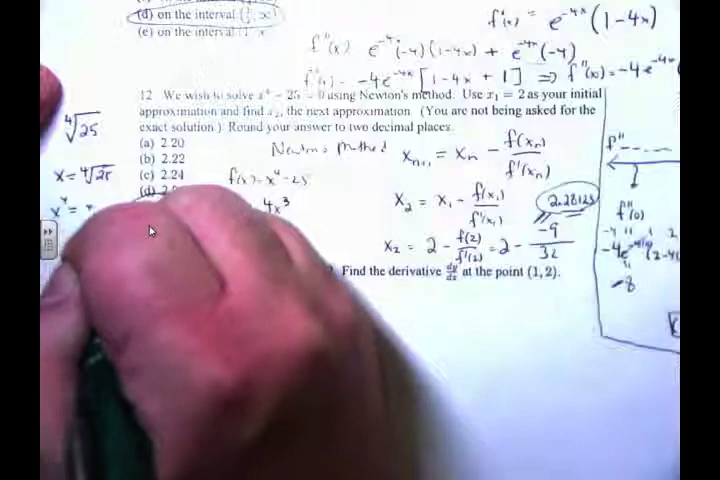 (d) on the interval
(e) on the interval
f'(x) = e^-4x (1-4x)
f''(x) e^-4x (-4) (1-4x) + e^-4x (-4)
-4e^-4x [1-4x + 1] ⇒ f''(x) = -4e^-4x
12 We wish to solve x^4 - 25 = 0 using Newton's method. Use x₁ = 2 as your initial
approximation and find x₂, the next approximation (You are not being asked for the
exact solution.) Round your answer to two decimal places.
(a) 2.20
(b) 2.22
(c) 2.24
(d)
∜25
x = ∜25
x^4 =
Newton's Method
f(x) = x^4 - 25
4x^3
x_{n+1} = x_n - f(x_n)/f'(x_n)
x₂ = x₁ - f(x₁)/f'(x₁)
2.28125
x₂ = 2 - f(2)/f'(2) = 2 - -9/32
Find the derivative dy/dx at the point (1, 2).
f''
f''(0)
-8